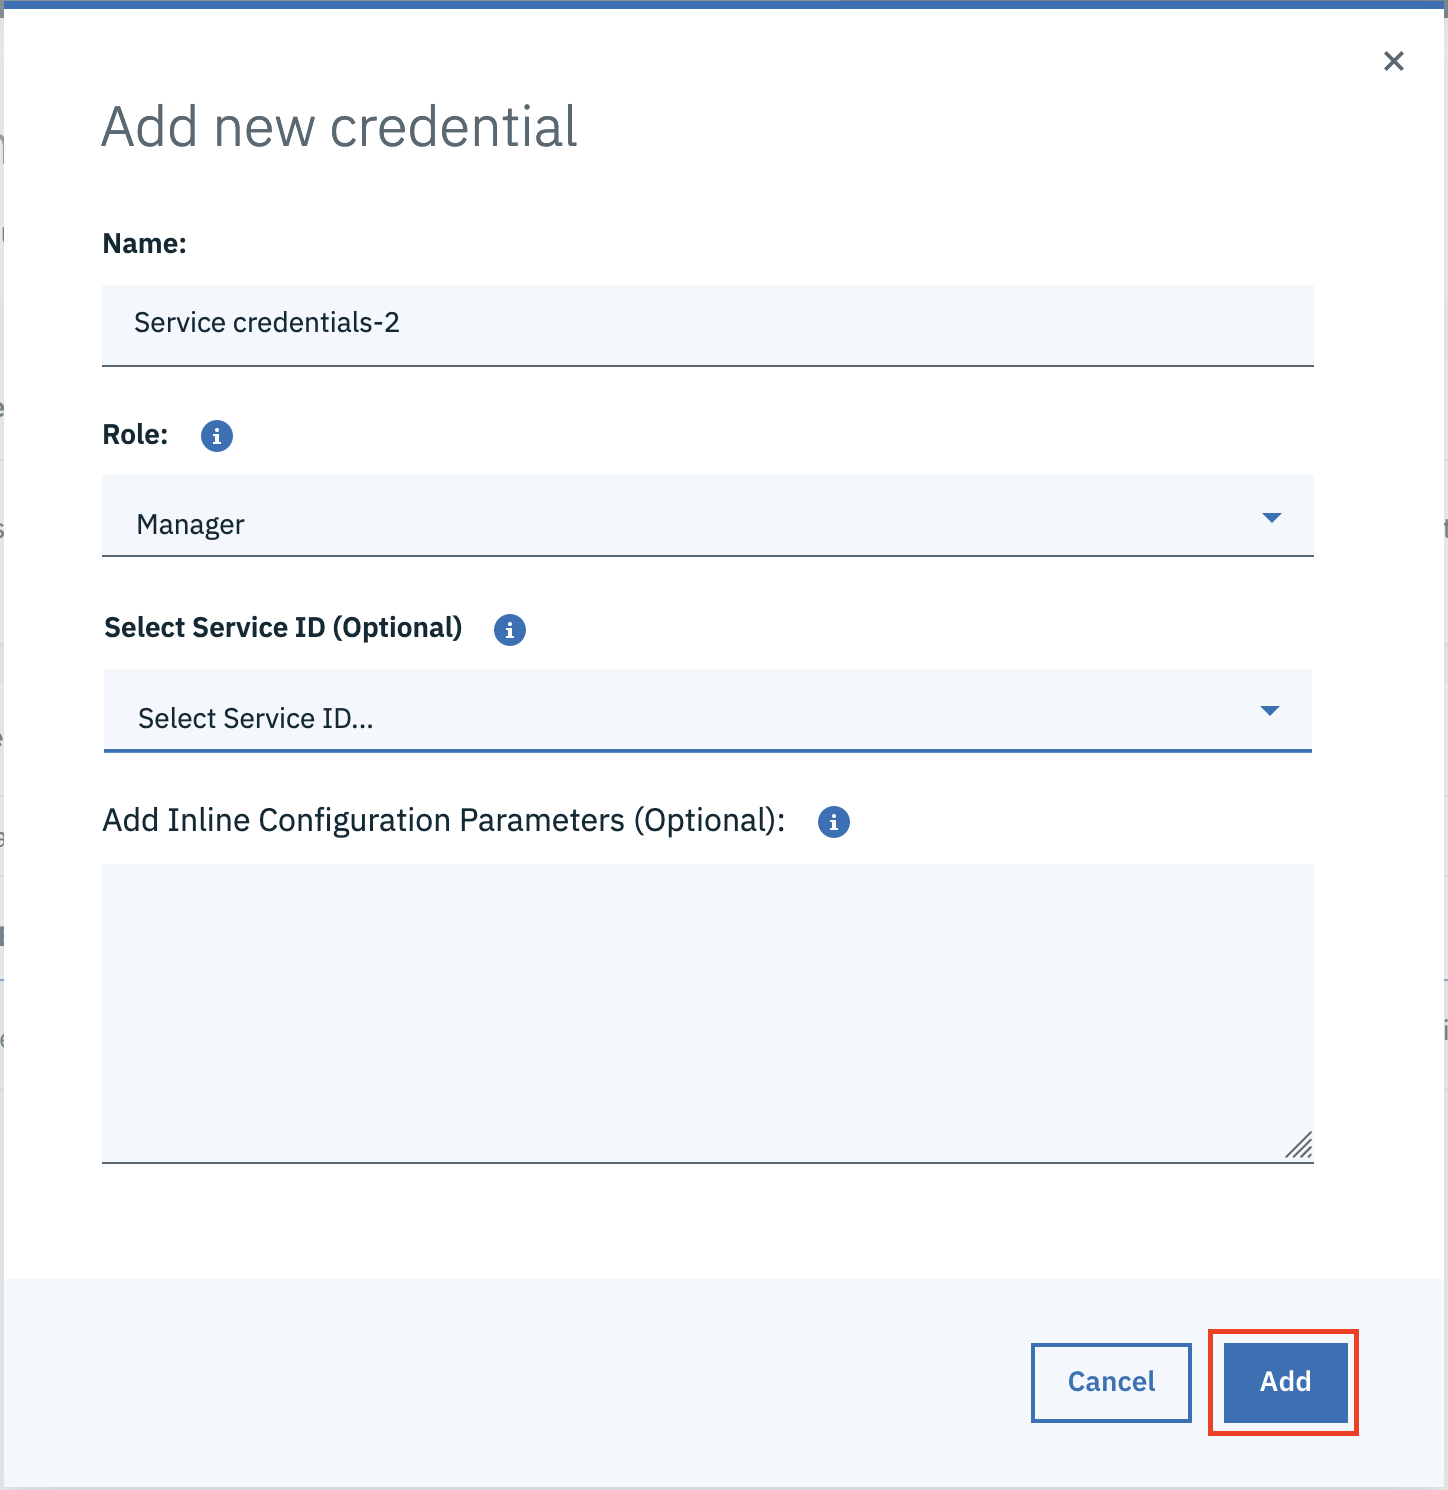 Add new credential
Name:
Service credentials-2
Role:
Manager
Select Service ID (Optional)
Select Service ID...
Add Inline Configuration Parameters (Optional):
Cancel
Add